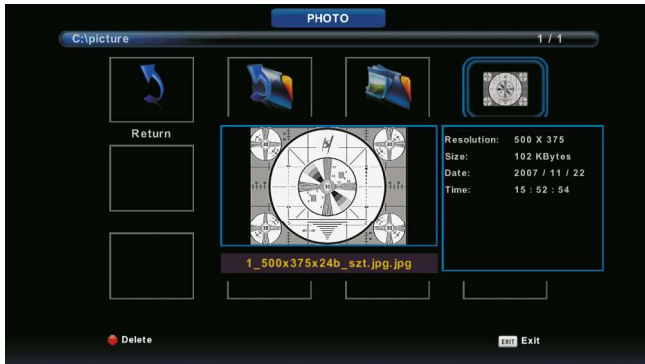 PHOTO
C:\picture 1 / 1
Return
Resolution: 500 X 375
Size: 102 KBytes
Date: 2007 / 11 / 22
Time: 15 : 52 : 54
1_500x375x24b_szt.jpg.jpg
Delete
EXIT Exit